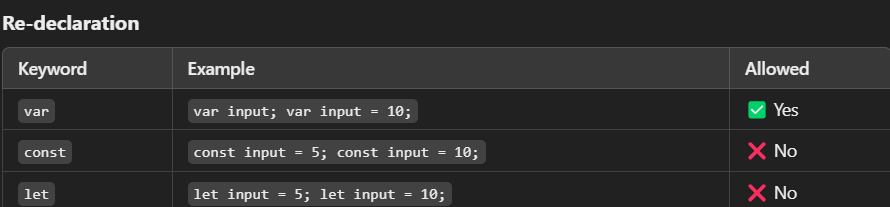 Re-declaration
Keyword Example Allowed
var var input; var input = 10; ✅ Yes
const const input = 5; const input = 10; ❌ No
let let input = 5; let input = 10; ❌ No